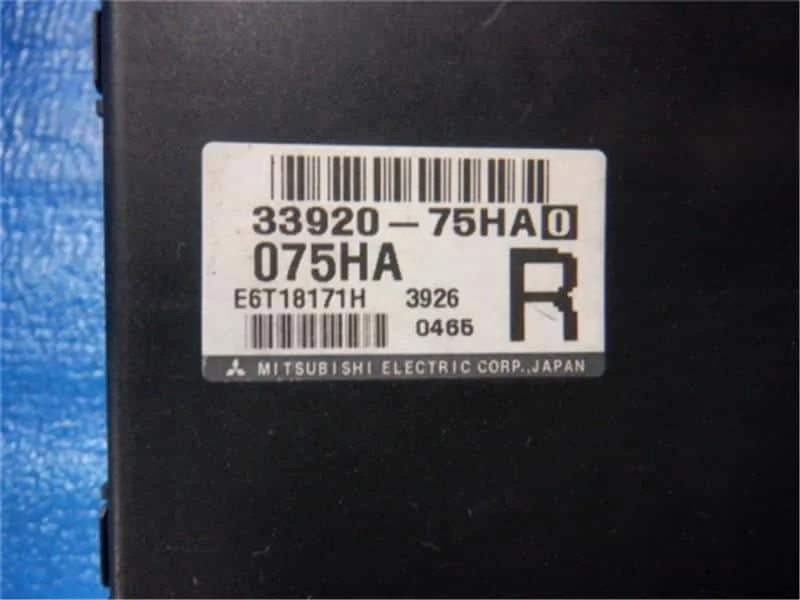 33920-75HA0
075HA
R
E6T18171H 3926
0465
MITSUBISHI ELECTRIC CORP.,JAPAN